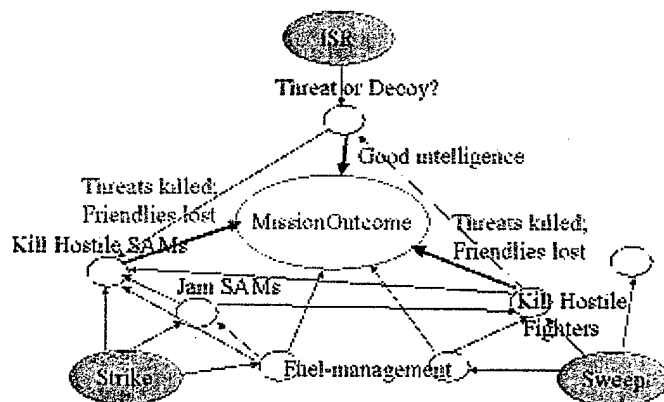 ISR
Threat or Decoy?
Good intelligence
Threats killed;
Friendlies lost
MissionOutcome
Threats killed;
Friendlies lost
Kill Hostile SAMs
Jam SAMs
Kill Hostile
Fighters
Strike
Fuel-management
Sweep